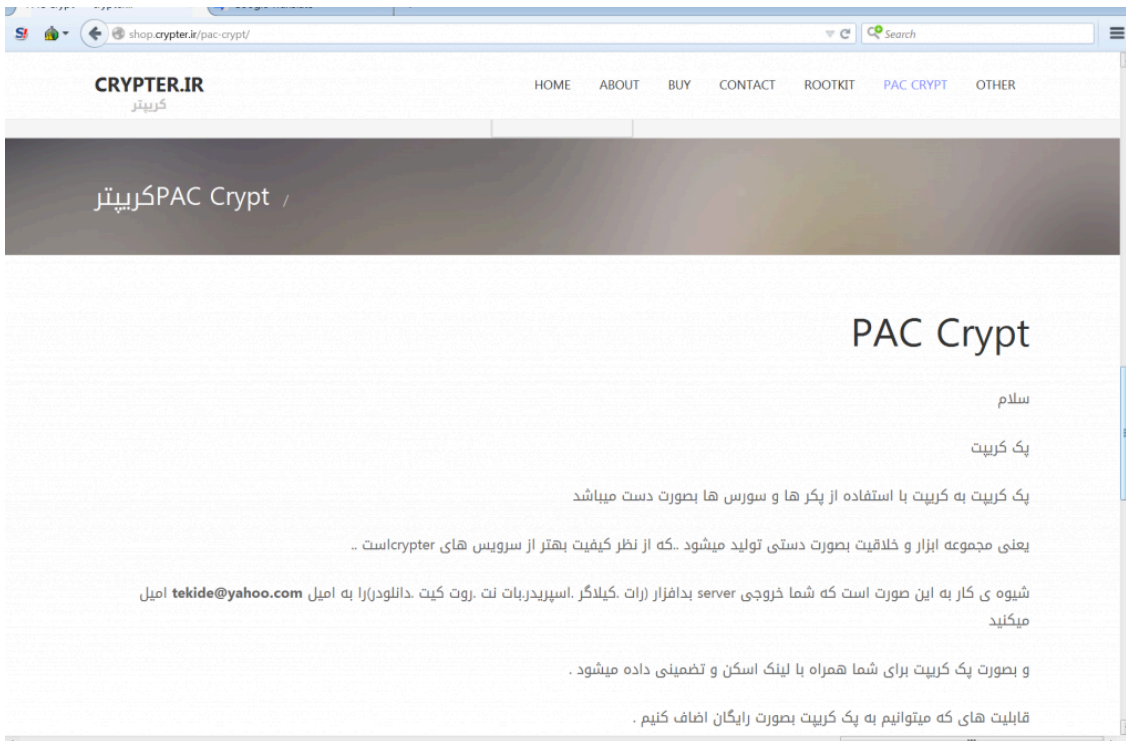 shop.crypter.ir/pac-crypt/
Search
CRYPTER.IR
کریپتر
HOME ABOUT BUY CONTACT ROOTKIT PAC CRYPT OTHER
کریپترPAC Crypt /
PAC Crypt
سلام
پک کریپت
پک کریپت به کریپت با استفاده از پکر ها و سورس ها بصورت دست میباشد
یعنی مجموعه ابزار و خلاقیت بصورت دستی تولید میشود ..که از نظر کیفیت بهتر از سرویس های crypterاست ..
شیوه ی کار به این صورت است که شما خروجی server بدافزار (رات .کیلاگر .اسپریدر.بات نت .روت کیت .دانلودر)را به امیل tekide@yahoo.com امیل
میکنید
و بصورت پک کریپت برای شما همراه با لینک اسکن و تضمینی داده میشود .
قابلیت های که میتوانیم به پک کریپت بصورت رایگان اضاف کنیم .